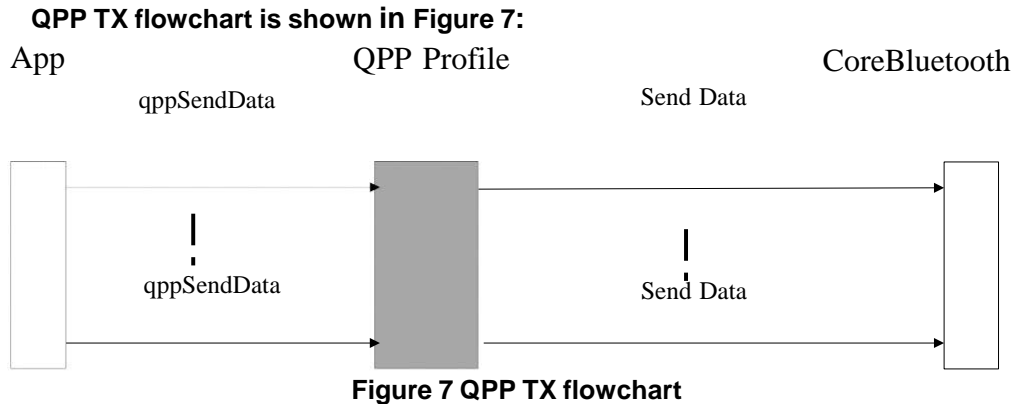 QPP TX flowchart is shown in Figure 7:
App QPP Profile CoreBluetooth
qppSendData Send Data
qppSendData Send Data
Figure 7 QPP TX flowchart